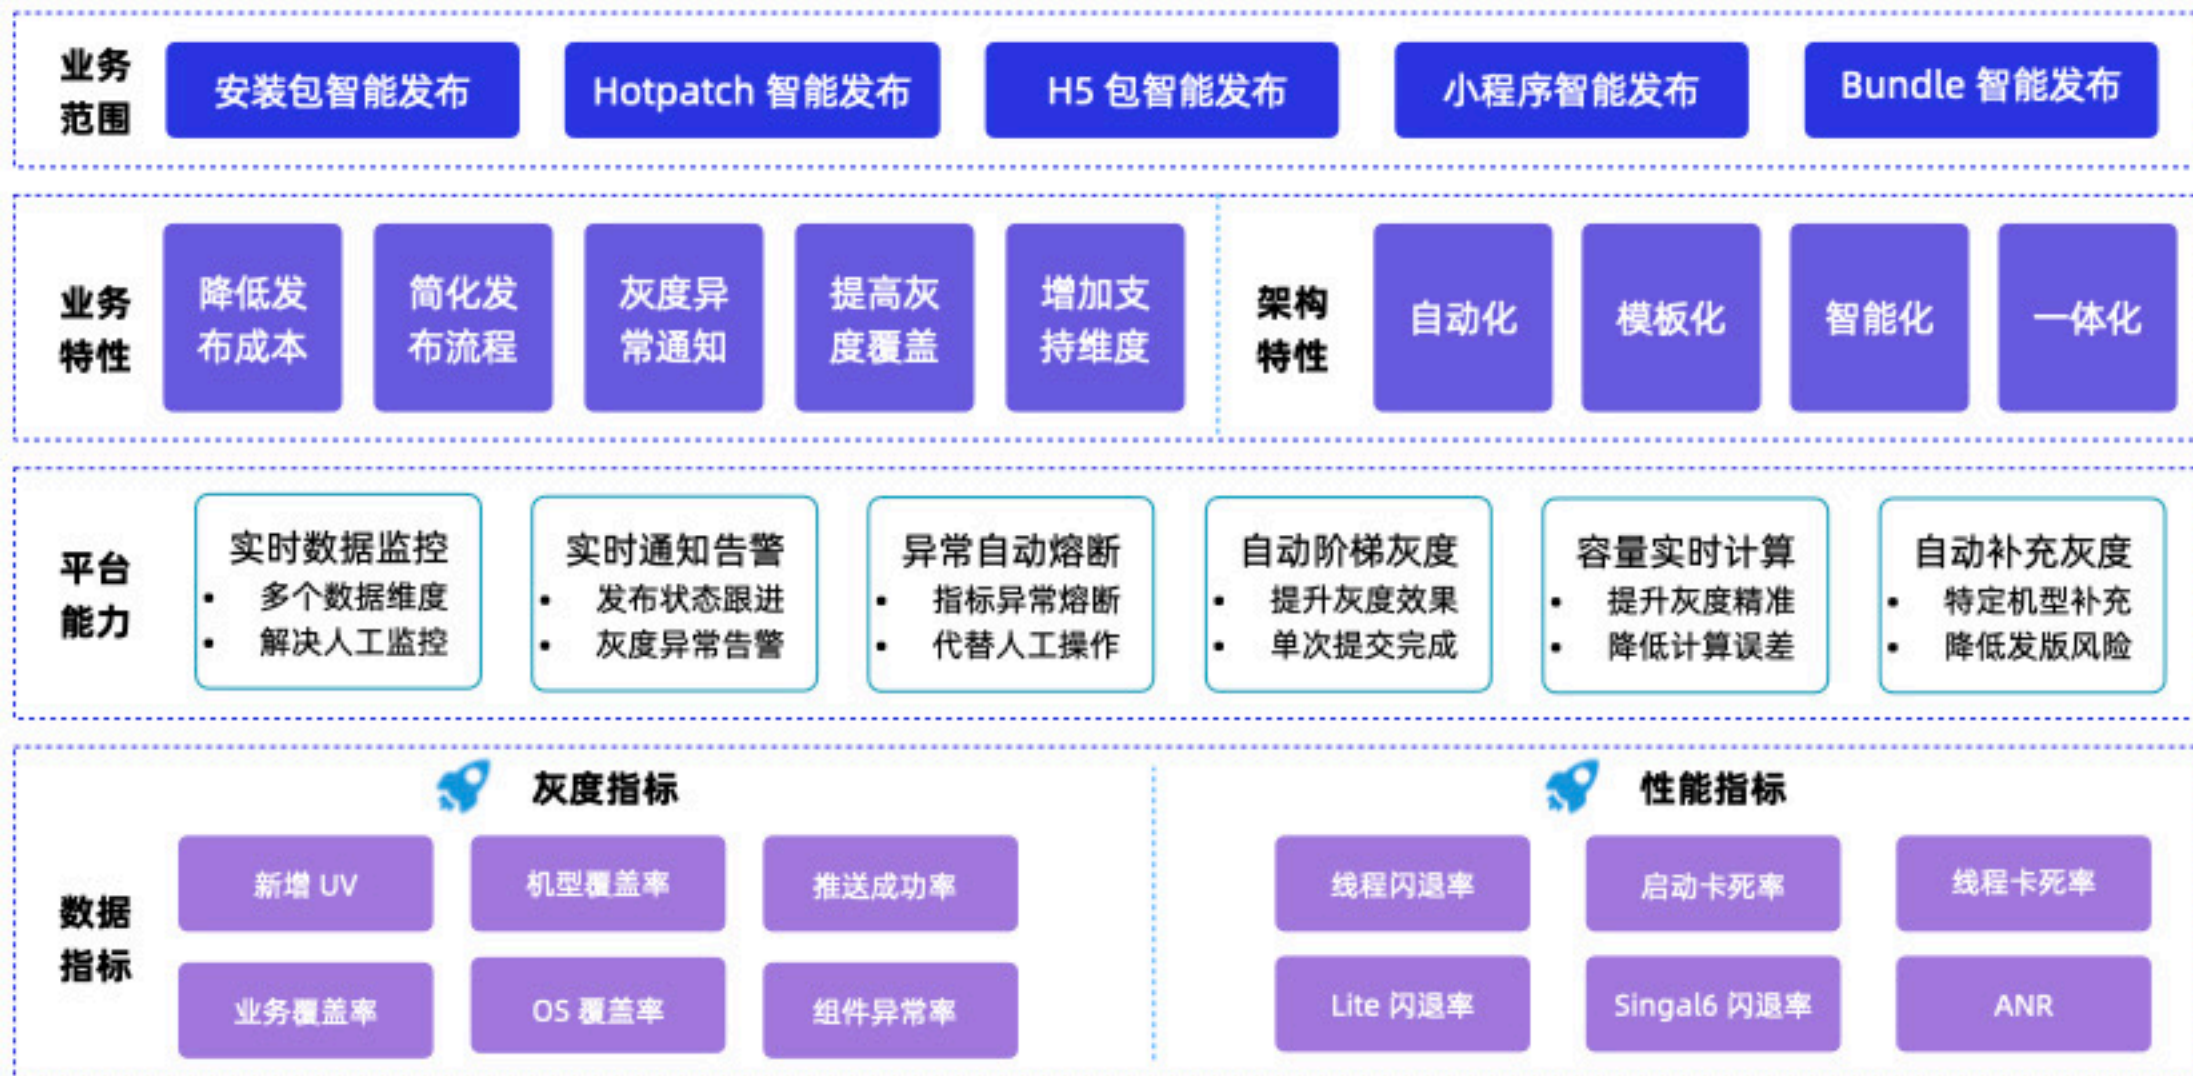 业务
范围
安装包智能发布
Hotpatch 智能发布
H5 包智能发布
小程序智能发布
Bundle 智能发布
业务
特性
降低发
布成本
简化发
布流程
灰度异
常通知
提高灰
度覆盖
增加支
持维度
架构
特性
自动化
模板化
智能化
一体化
平台
能力
实时数据监控
• 多个数据维度
• 解决人工监控
实时通知告警
• 发布状态跟进
• 灰度异常告警
异常自动熔断
• 指标异常熔断
• 代替人工操作
自动阶梯灰度
• 提升灰度效果
• 单次提交完成
容量实时计算
• 提升灰度精准
• 降低计算误差
自动补充灰度
• 特定机型补充
• 降低发版风险
数据
指标
灰度指标
新增 UV
机型覆盖率
推送成功率
业务覆盖率
OS 覆盖率
组件异常率
性能指标
线程闪退率
启动卡死率
线程卡死率
Lite 闪退率
Singal6 闪退率
ANR